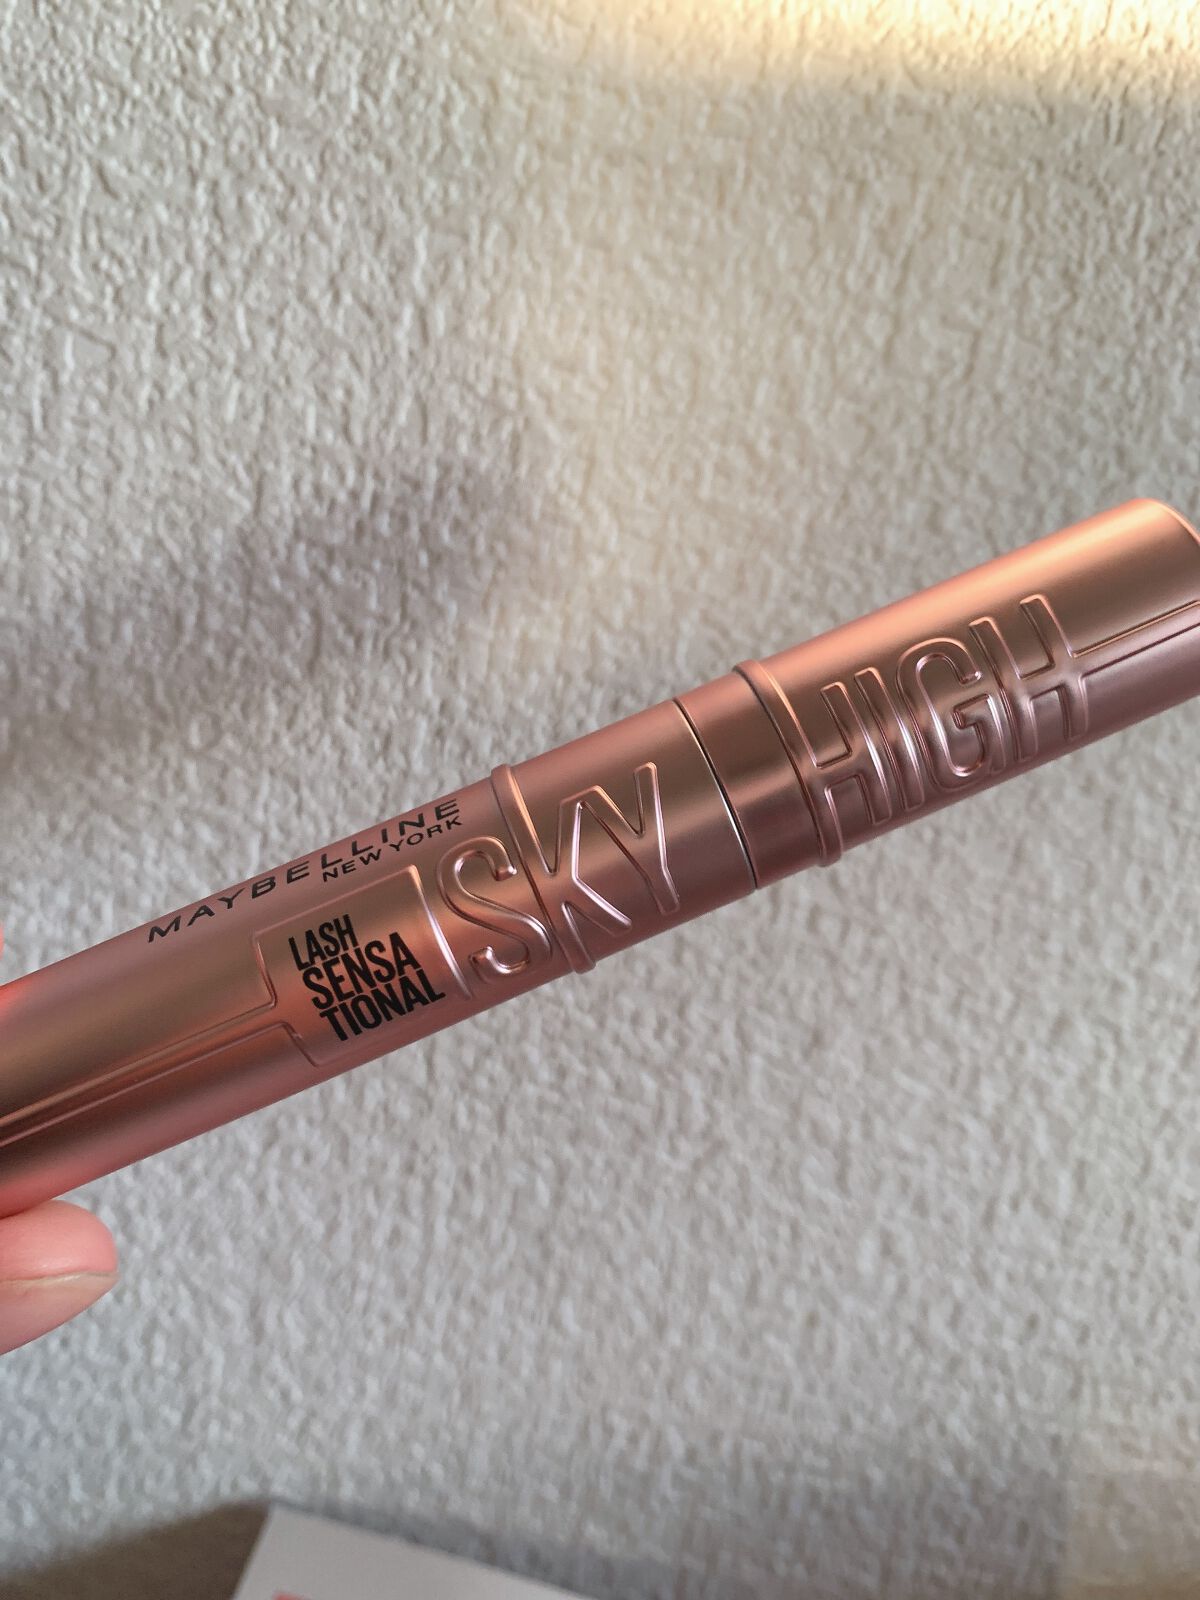 MAYBELLINE
NEW YORK
LASH
SENSA
TIONAL
SKY HIGH